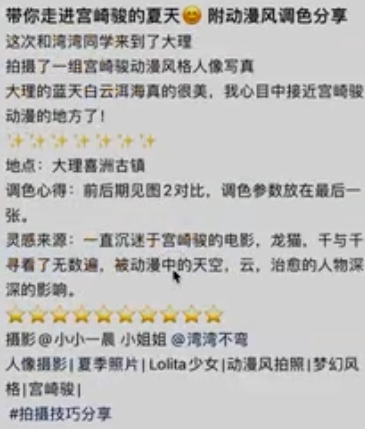 带你走进宫崎骏的夏天😊 附动漫风调色分享
这次和湾湾同学来到了大理
拍摄了一组宫崎骏动漫风格人像写真
大理的蓝天白云洱海真的很美，我心目中接近宫崎骏
动漫的地方了！
✨✨✨✨✨✨✨
地点：大理喜洲古镇
调色心得：前后期见图2对比，调色参数放在最后一
张。
灵感来源：一直沉迷于宫崎骏的电影，龙猫，千与千
寻看了无数遍，被动漫中的天空，云，治愈的人物深
深的影响。
⭐⭐⭐⭐⭐⭐⭐⭐⭐⭐
摄影@小小一晨 小姐姐 @湾湾不弯
人像摄影|夏季照片|Lolita少女|动漫风拍照|梦幻风
格|宫崎骏|
#拍摄技巧分享